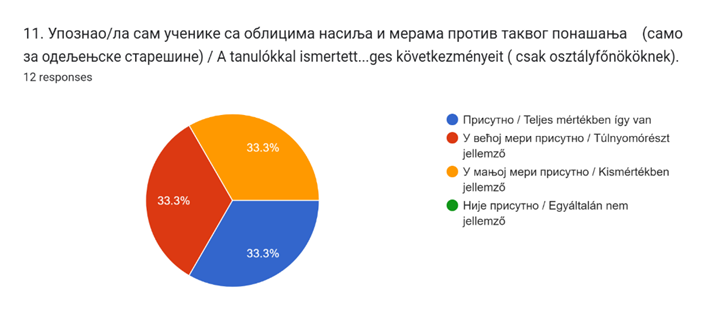 11. Упознао/ла сам ученике са облицима насиља и мерама против таквог понашања (само
за одељењске старешине) / A tanulókkal ismertett...ges következményeit ( csak osztályfőnököknek).
12 responses
33.3%
33.3%
33.3%
Присутно / Teljes mértékben így van
У већој мери присутно / Túlnyomórészt
jellemző
У мањој мери присутно / Kismértékben
jellemző
Није присутно / Egyáltalán nem
jellemző